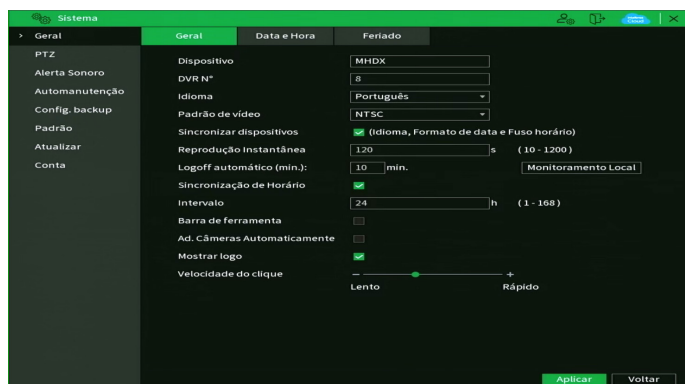 Sistema
> Geral
PTZ
Alerta Sonoro
Automanutenção
Config. backup
Padrão
Atualizar
Conta
Geral Data e Hora Feriado
Dispositivo MHDX
DVR N° 8
Idioma Português
Padrão de vídeo NTSC
Sincronizar dispositivos (Idioma, Formato de data e Fuso horário)
Reprodução Instantânea 120 s (10 - 1200)
Logoff automático (min.): 10 min. Monitoramento Local
Sincronização de Horário
Intervalo 24 h (1 - 168)
Barra de ferramenta
Ad. Câmeras Automaticamente
Mostrar logo
Velocidade do clique − +
Lento Rápido
Aplicar Voltar